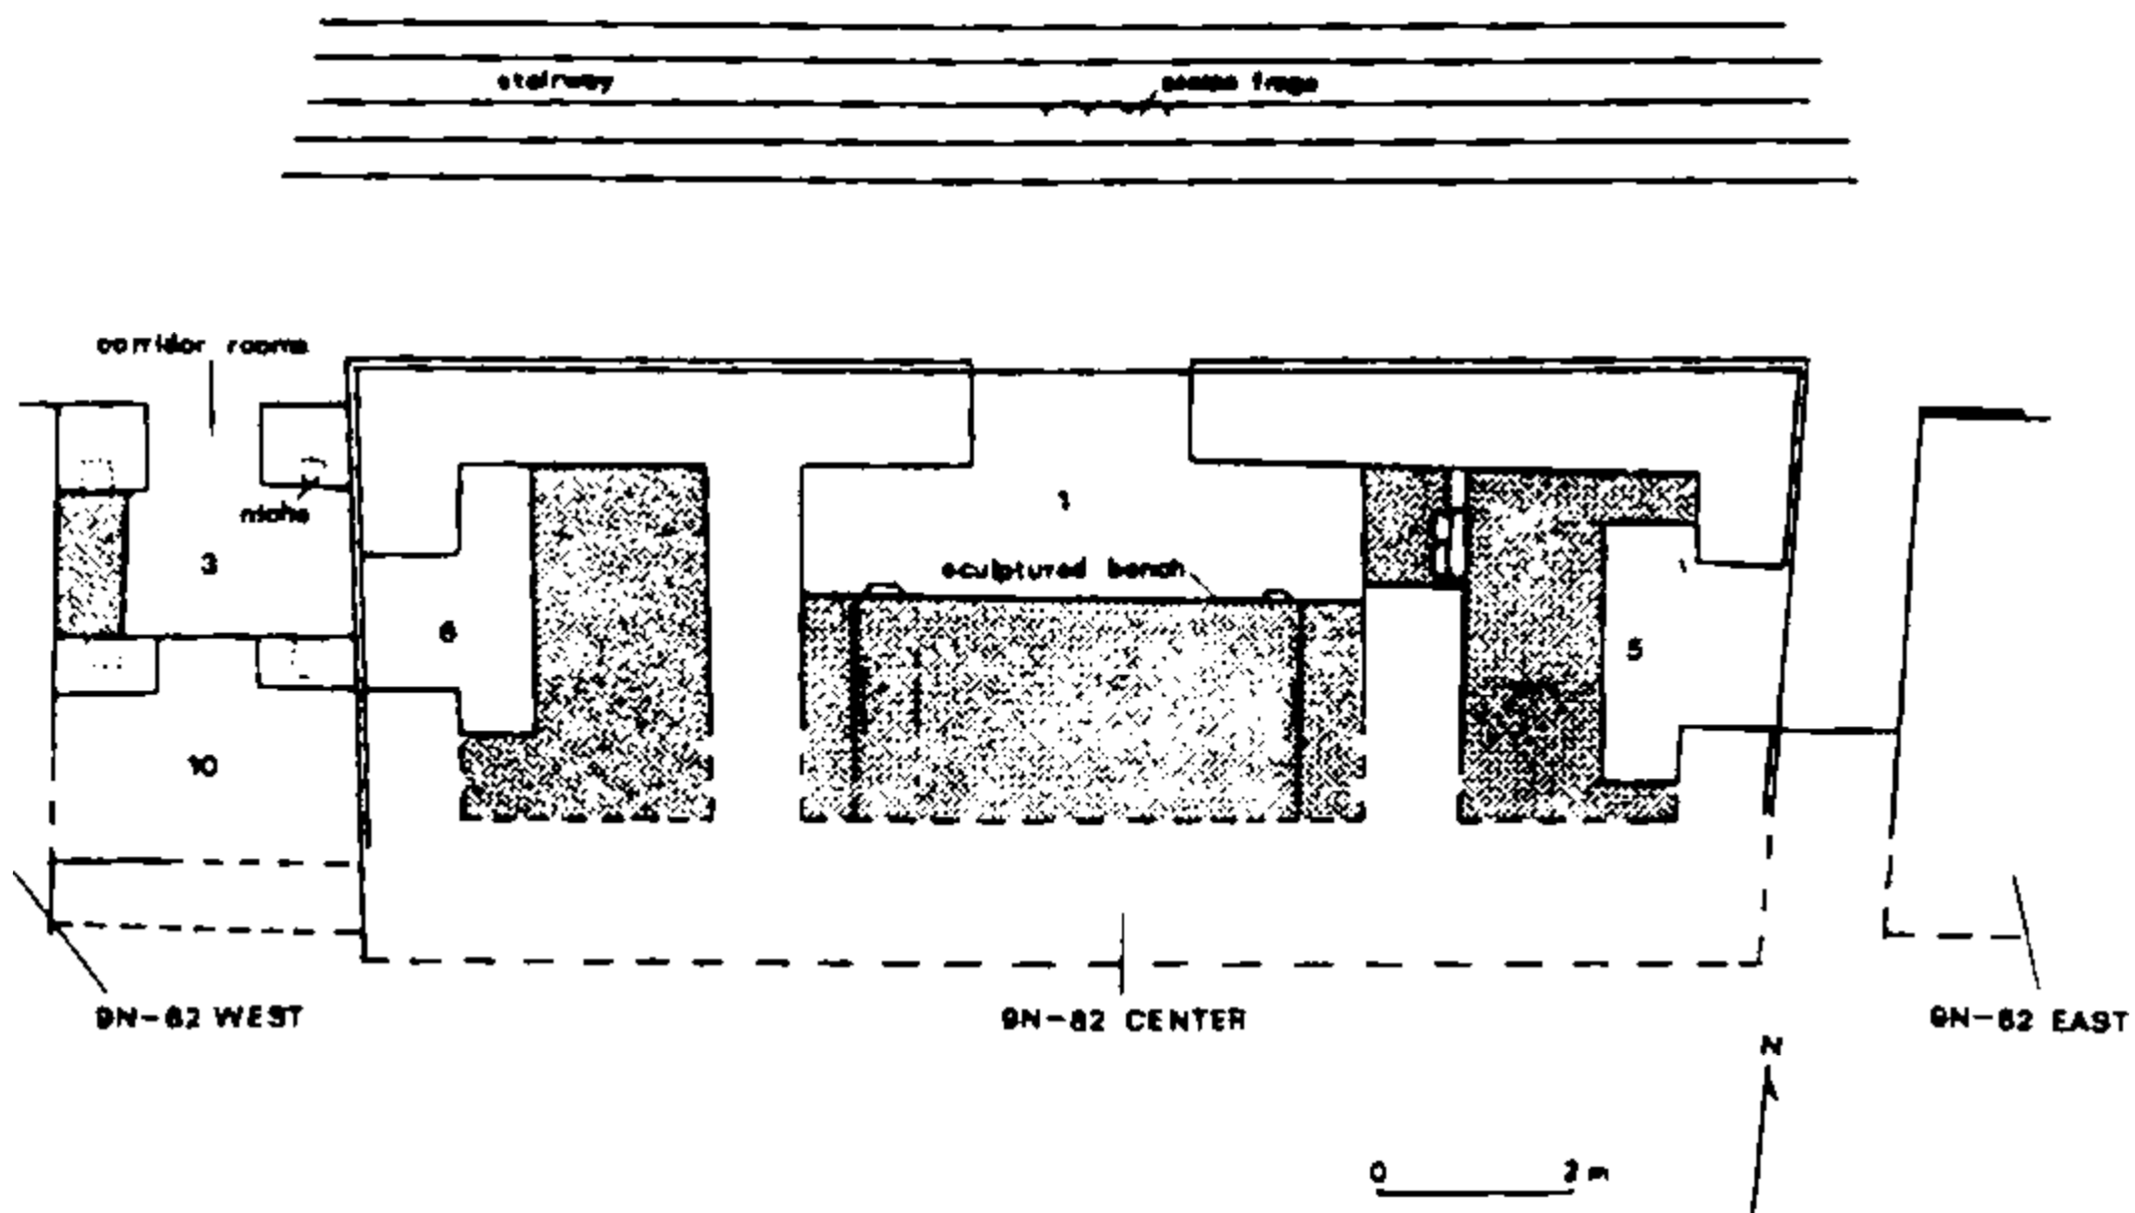 stairway
corridor rooms
niche
1
sculptured bench
3
6
5
10
9N-82 WEST
9N-82 CENTER
9N-82 EAST
N
0 2 m